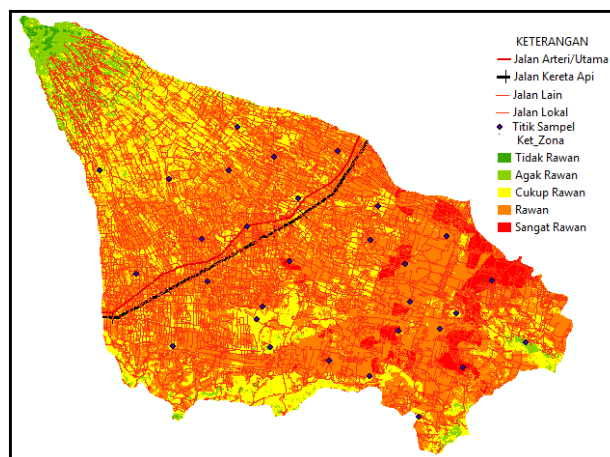 KETERANGAN
Jalan Arteri/Utama
Jalan Kereta Api
Jalan Lain
Jalan Lokal
Titik Sampel
Ket_Zona
Tidak Rawan
Agak Rawan
Cukup Rawan
Rawan
Sangat Rawan